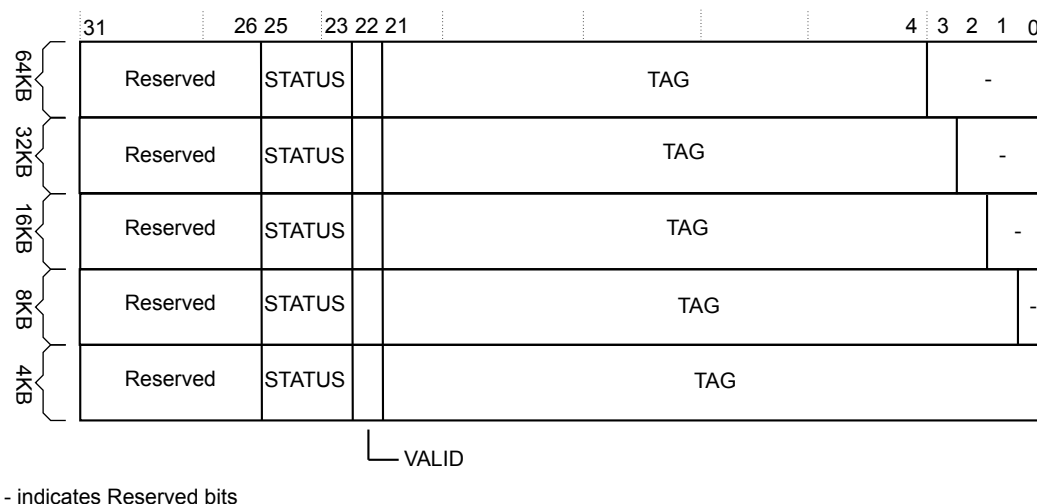 31 26 25 23 22 21 4 3 2 1 0
64KB Reserved STATUS TAG -
32KB Reserved STATUS TAG -
16KB Reserved STATUS TAG -
8KB Reserved STATUS TAG -
4KB Reserved STATUS TAG
VALID
- indicates Reserved bits